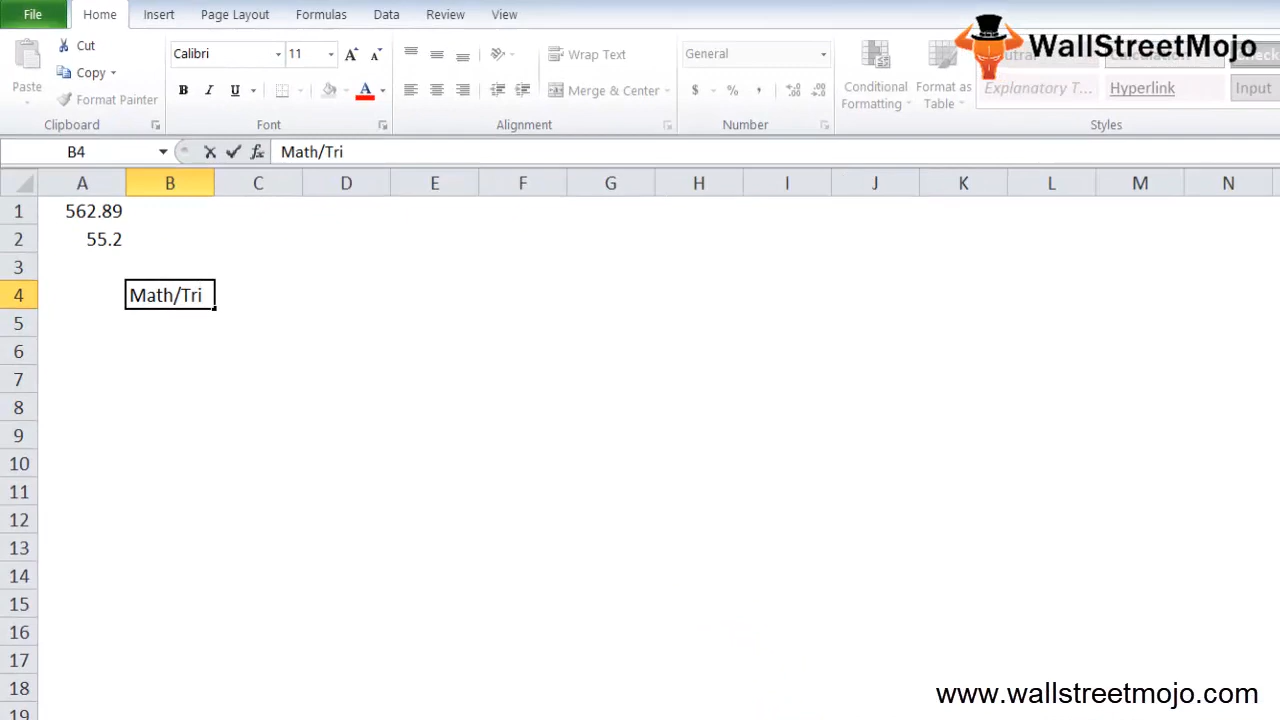 File Home Insert Page Layout Formulas Data Review View
WallStreetMojo
Cut
Copy
Format Painter
Paste
Clipboard
Calibri 11 A A
B I U A
Font
Wrap Text
Merge & Center
Alignment
General
$ % ,
Number
Conditional Formatting
Format as Table
Explanatory T... Hyperlink Input
Styles
B4 fx Math/Tri
A B C D E F G H I J K L M N
1 562.89
2 55.2
3
4 Math/Tri
5
6
7
8
9
10
11
12
13
14
15
16
17
18
19
www.wallstreetmojo.com